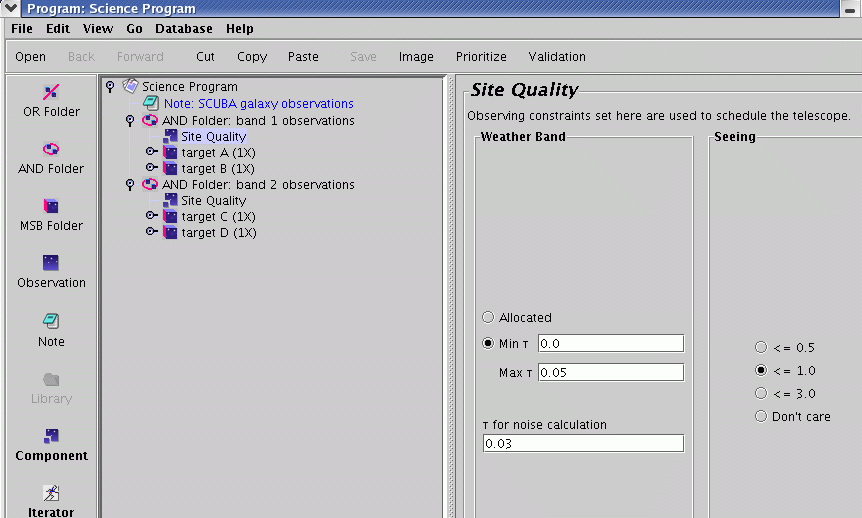 Program: Science Program
File Edit View Go Database Help
Open Back Forward Cut Copy Paste Save Image Prioritize Validation
OR Folder
AND Folder
MSB Folder
Observation
Note
Library
Component
Iterator
Science Program
Note: SCUBA galaxy observations
AND Folder: band 1 observations
Site Quality
target A (1X)
target B (1X)
AND Folder: band 2 observations
Site Quality
target C (1X)
target D (1X)
Site Quality
Observing constraints set here are used to schedule the telescope.
Weather Band
Allocated
Min τ 0.0
Max τ 0.05
τ for noise calculation
0.03
Seeing
<= 0.5
<= 1.0
<= 3.0
Don't care